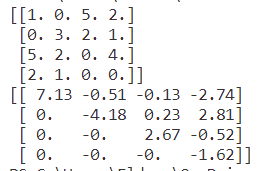 [[1. 0. 5. 2.]
[0. 3. 2. 1.]
[5. 2. 0. 4.]
[2. 1. 0. 0.]]
[[ 7.13 -0.51 -0.13 -2.74]
[ 0. -4.18 0.23 2.81]
[ 0. -0. 2.67 -0.52]
[ 0. -0. -0. -1.62]]